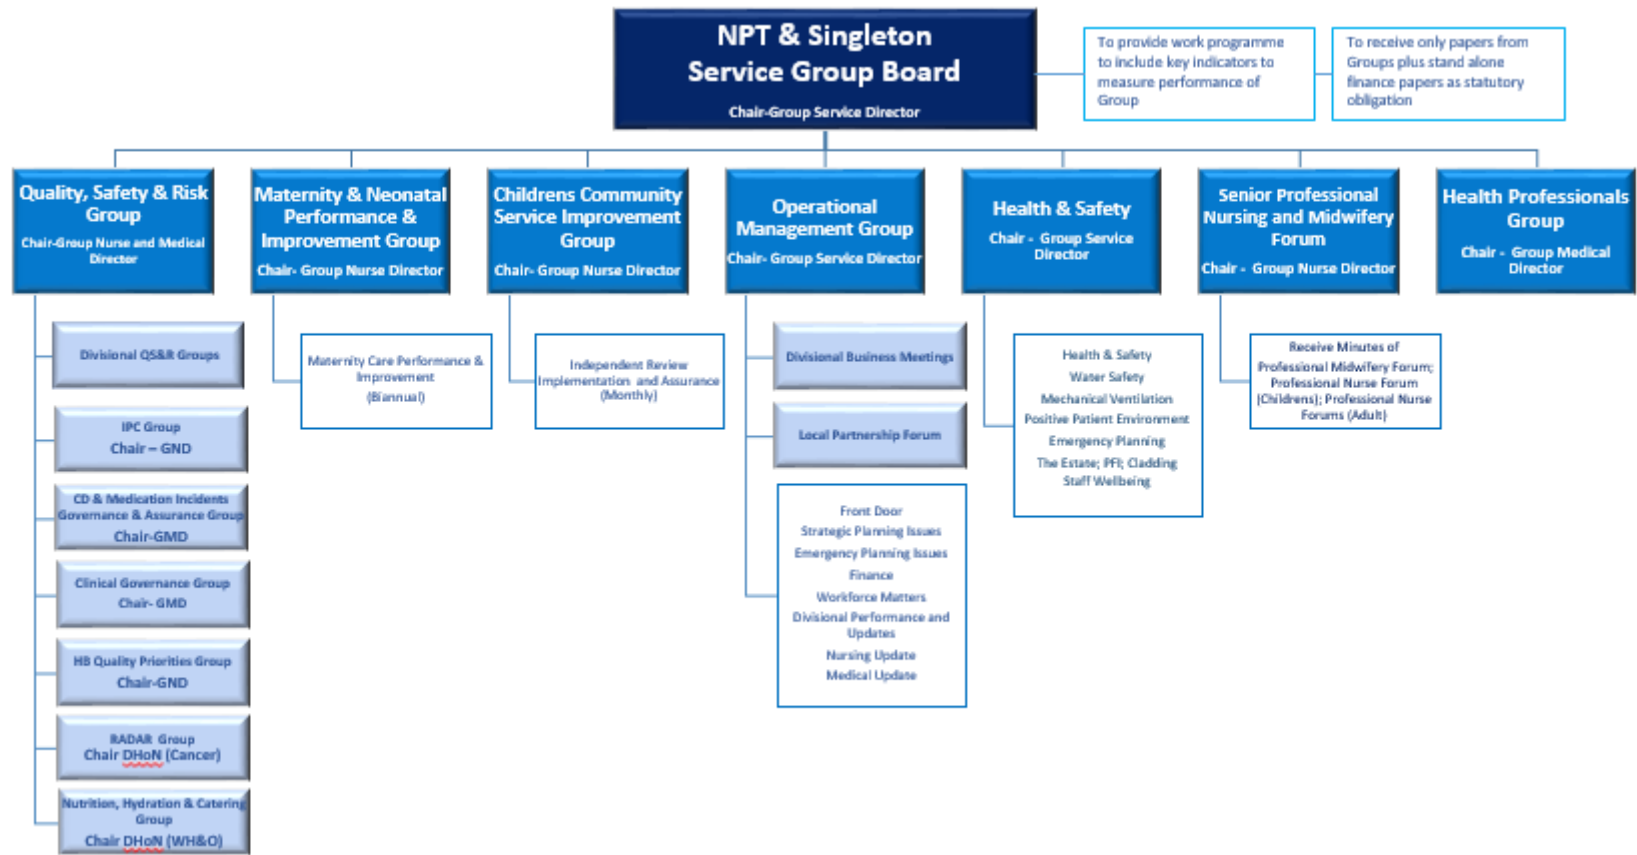 NPT & Singleton
Service Group Board
Chair-Group Service Director
To provide work programme
to include key indicators to
measure performance of
Group
To receive only papers from
Groups plus stand alone
finance papers as statutory
obligation
Quality, Safety & Risk
Group
Chair-Group Nurse and Medical
Director
Maternity & Neonatal
Performance &
Improvement Group
Chair- Group Nurse Director
Childrens Community
Service Improvement
Group
Chair- Group Nurse Director
Operational
Management Group
Chair- Group Service Director
Health & Safety
Chair - Group Service
Director
Senior Professional
Nursing and Midwifery
Forum
Chair - Group Nurse Director
Health Professionals
Group
Chair - Group Medical
Director
Divisional QS&R Groups
IPC Group
Chair – GND
CD & Medication Incidents
Governance & Assurance Group
Chair-GMD
Clinical Governance Group
Chair- GMD
HB Quality Priorities Group
Chair-GND
RADAR Group
Chair DHoN (Cancer)
Nutrition, Hydration & Catering
Group
Chair DHoN (WH&O)
Maternity Care Performance &
Improvement
(Biannual)
Independent Review
Implementation and Assurance
(Monthly)
Divisional Business Meetings
Local Partnership Forum
Front Door
Strategic Planning Issues
Emergency Planning Issues
Finance
Workforce Matters
Divisional Performance and
Updates
Nursing Update
Medical Update
Health & Safety
Water Safety
Mechanical Ventilation
Positive Patient Environment
Emergency Planning
The Estate; PFI; Cladding
Staff Wellbeing
Receive Minutes of
Professional Midwifery Forum;
Professional Nurse Forum
(Childrens); Professional Nurse
Forums (Adult)